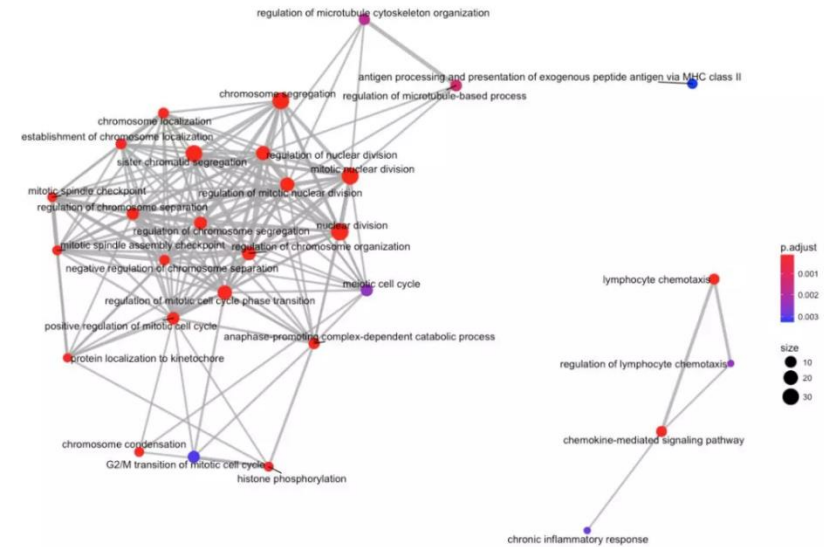 regulation of microtubule cytoskeleton organization
antigen processing and presentation of exogenous peptide antigen via MHC class II
chromosome segregation
regulation of microtubule-based process
chromosome localization
establishment of chromosome localization
sister chromatid segregation
regulation of nuclear division
mitotic nuclear division
mitotic spindle checkpoint
regulation of mitotic nuclear division
regulation of chromosome separation
nuclear division
regulation of chromosome segregation
mitotic spindle assembly checkpoint
regulation of chromosome organization
negative regulation of chromosome separation
meiotic cell cycle
regulation of mitotic cell cycle phase transition
positive regulation of mitotic cell cycle
anaphase-promoting complex-dependent catabolic process
protein localization to kinetochore
chromosome condensation
G2/M transition of mitotic cell cycle
histone phosphorylation
lymphocyte chemotaxis
regulation of lymphocyte chemotaxis
chemokine-mediated signaling pathway
chronic inflammatory response
p.adjust
0.001
0.002
0.003
size
10
20
30